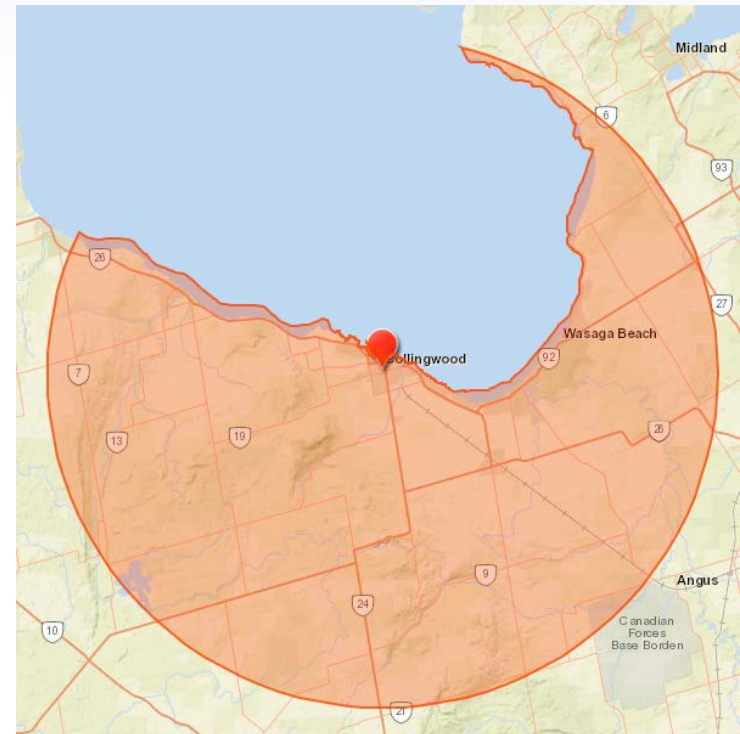 Midland
6
93
26
27
Collingwood
Wasaga Beach
92
7
19
26
13
9
Angus
24
Canadian
Forces
Base Borden
10
21